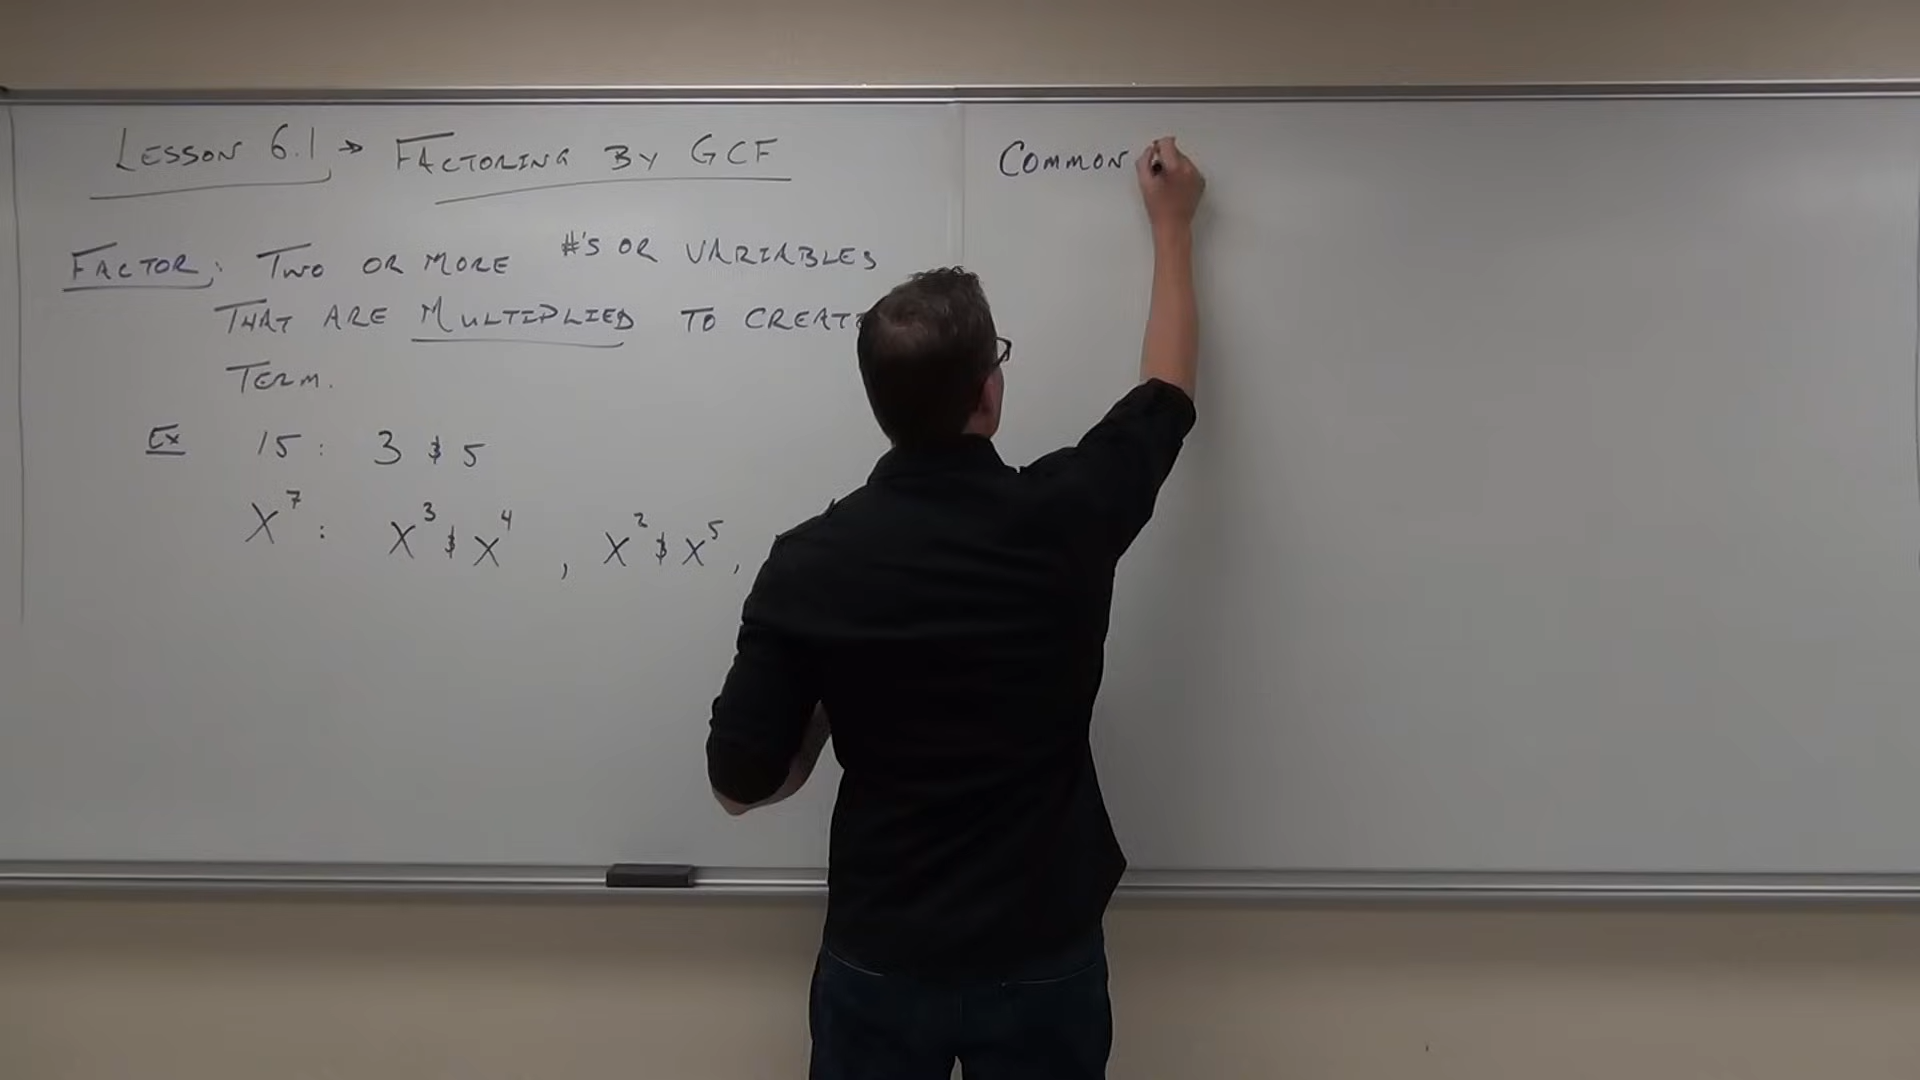 LESSON 6.1 → FACTORING BY GCF
FACTOR: TWO OR MORE #'S OR VARIABLES
THAT ARE MULTIPLIED TO CREATE
TERM.
Ex 15: 3 & 5
X⁷: X³ & X⁴, X² & X⁵,
COMMON